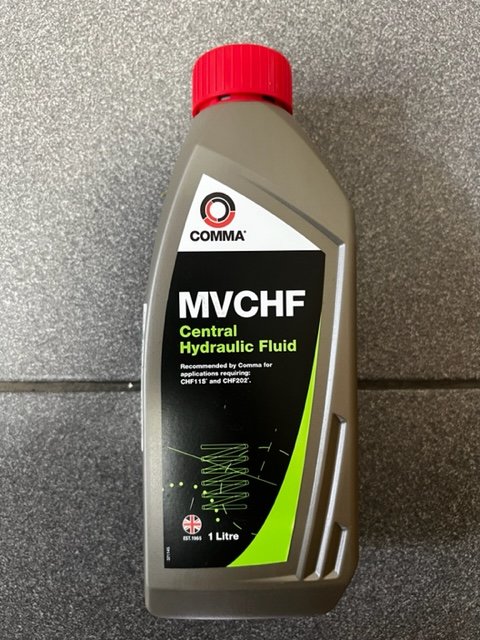 COMMA®
MVCHF
Central
Hydraulic Fluid
Recommended by Comma for
applications requiring:
CHF11S* and CHF202*.
EST.1965
1 Litre